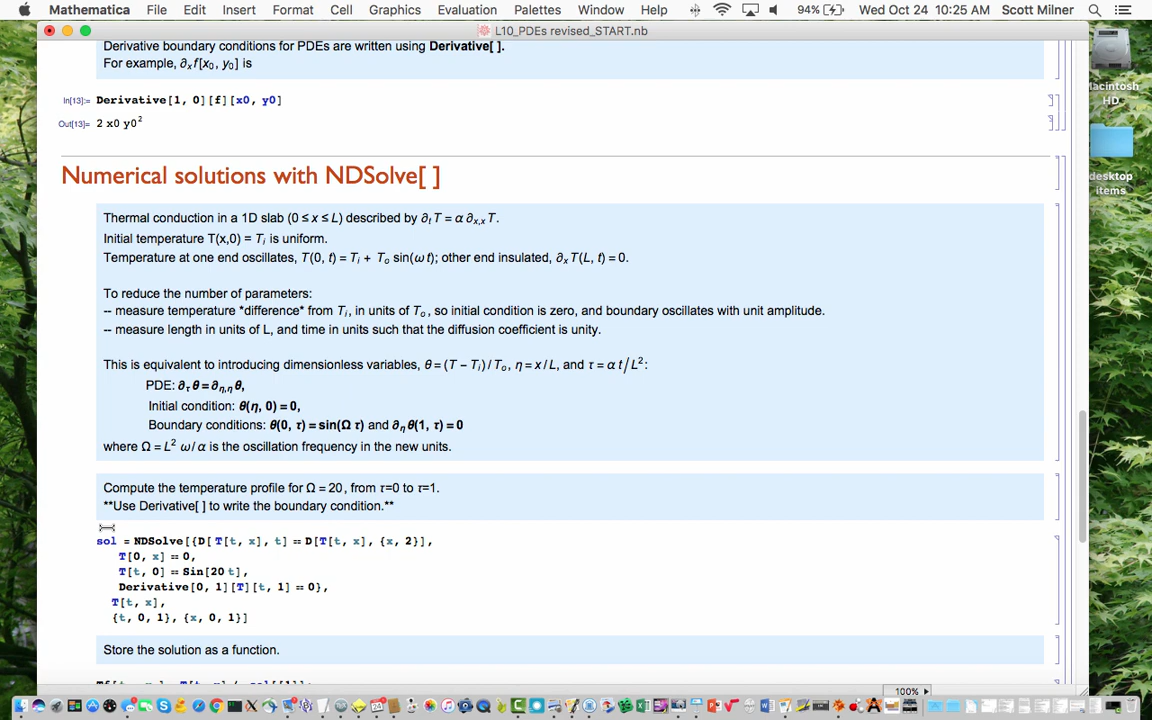 Mathematica File Edit Insert Format Cell Graphics Evaluation Palettes Window Help 94% Wed Oct 24 10:25 AM Scott Milner
L10_PDEs revised_START.nb
Derivative boundary conditions for PDEs are written using Derivative[ ].
For example, ∂ₓ f[x₀, y₀] is
In[13]:= Derivative[1, 0][f][x0, y0]
Out[13]= 2 x0 y0²
Macintosh HD
desktop items
Numerical solutions with NDSolve[ ]
Thermal conduction in a 1D slab (0 ≤ x ≤ L) described by ∂ₜ T = α ∂ₓ,ₓ T.
Initial temperature T(x,0) = Tᵢ is uniform.
Temperature at one end oscillates, T(0, t) = Tᵢ + Tₒ sin(ω t); other end insulated, ∂ₓ T(L, t) = 0.
To reduce the number of parameters:
-- measure temperature *difference* from Tᵢ, in units of Tₒ, so initial condition is zero, and boundary oscillates with unit amplitude.
-- measure length in units of L, and time in units such that the diffusion coefficient is unity.
This is equivalent to introducing dimensionless variables, θ = (T − Tᵢ) / Tₒ, η = x / L, and τ = α t / L²:
PDE: ∂_τ θ = ∂_η,η θ,
Initial condition: θ(η, 0) = 0,
Boundary conditions: θ(0, τ) = sin(Ω τ) and ∂_η θ(1, τ) = 0
where Ω = L² ω / α is the oscillation frequency in the new units.
Compute the temperature profile for Ω = 20, from τ=0 to τ=1.
**Use Derivative[ ] to write the boundary condition.**
sol = NDSolve[{D[ T[t, x], t] == D[T[t, x], {x, 2}],
T[0, x] == 0,
T[t, 0] == Sin[20 t],
Derivative[0, 1][T][t, 1] == 0},
T[t, x],
{t, 0, 1}, {x, 0, 1}]
Store the solution as a function.
100%